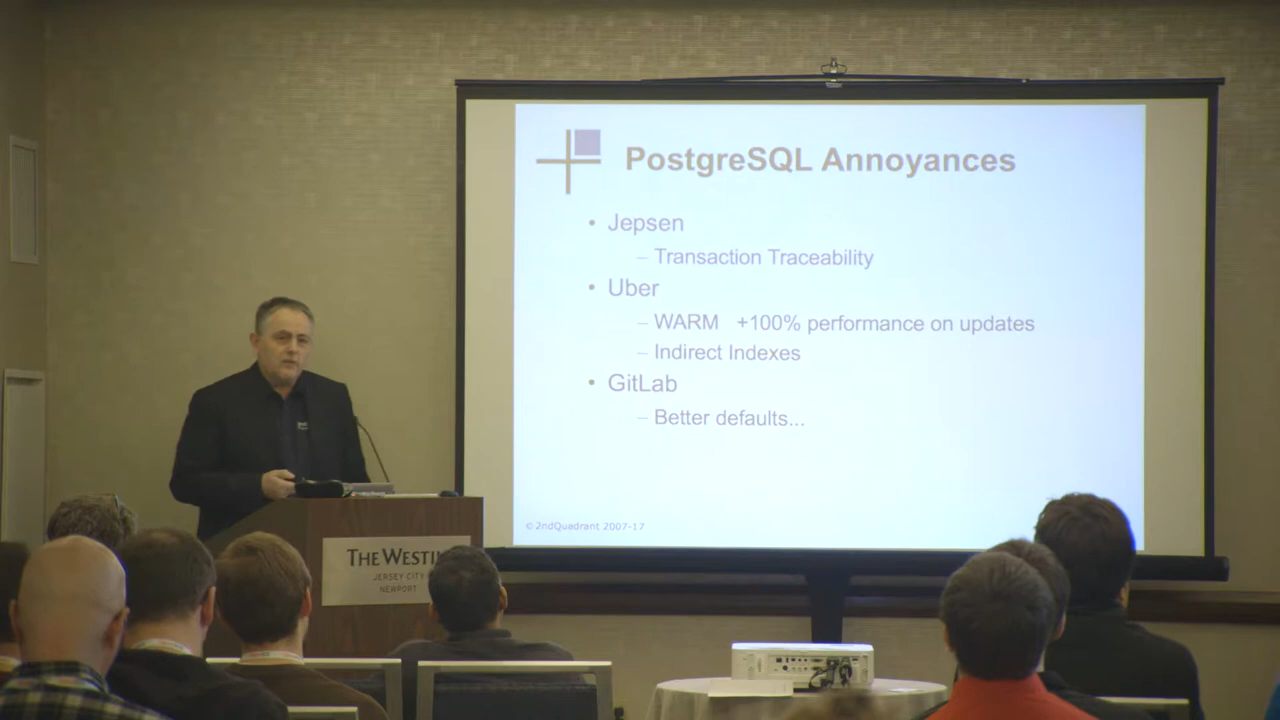 PostgreSQL Annoyances
• Jepsen
– Transaction Traceability
• Uber
– WARM +100% performance on updates
– Indirect Indexes
• GitLab
– Better defaults...
© 2ndQuadrant 2007-17
THE WESTI
JERSEY CITY
NEWPORT